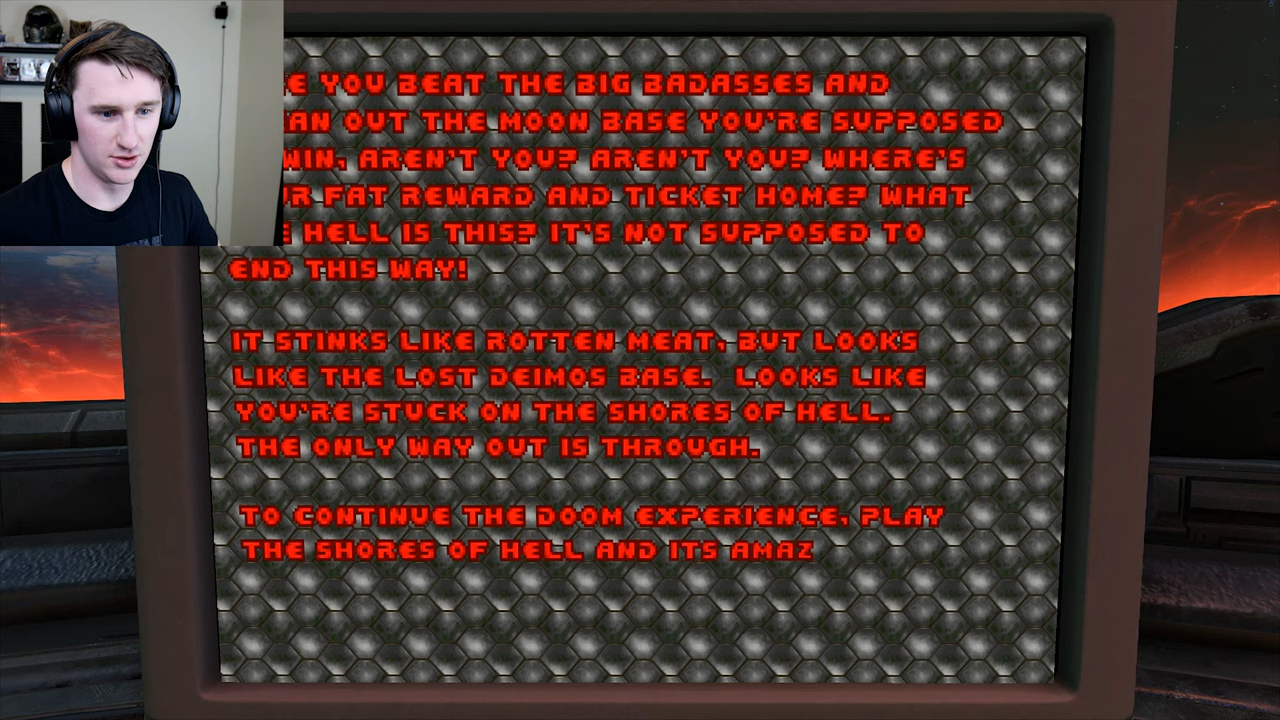 YOU BEAT THE BIG BADASSES AND
OUT THE MOON BASE YOU'RE SUPPOSED
WIN, AREN'T YOU? AREN'T YOU? WHERE'S
FAT REWARD AND TICKET HOME? WHAT
HELL IS THIS? IT'S NOT SUPPOSED TO
END THIS WAY!
IT STINKS LIKE ROTTEN MEAT, BUT LOOKS
LIKE THE LOST DEIMOS BASE. LOOKS LIKE
YOU'RE STUCK ON THE SHORES OF HELL.
THE ONLY WAY OUT IS THROUGH.
TO CONTINUE THE DOOM EXPERIENCE, PLAY
THE SHORES OF HELL AND ITS AMAZ